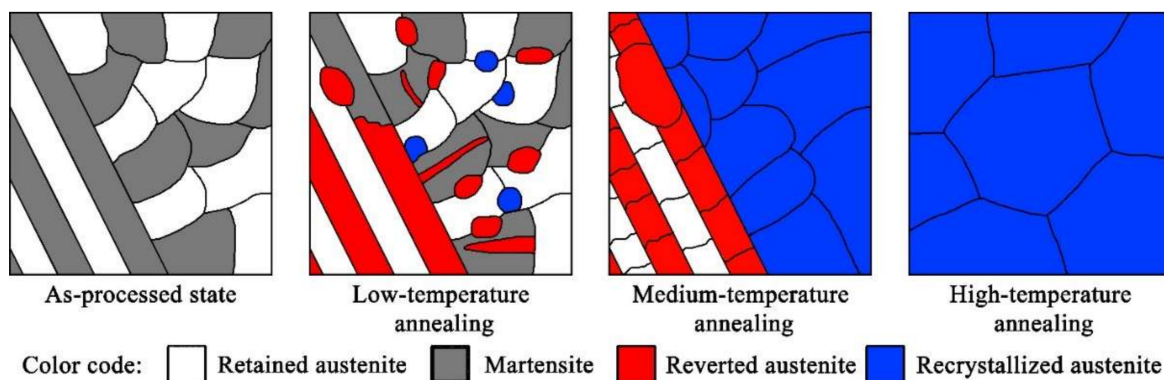 As-processed state
Low-temperature
annealing
Medium-temperature
annealing
High-temperature
annealing
Color code: Retained austenite Martensite Reverted austenite Recrystallized austenite